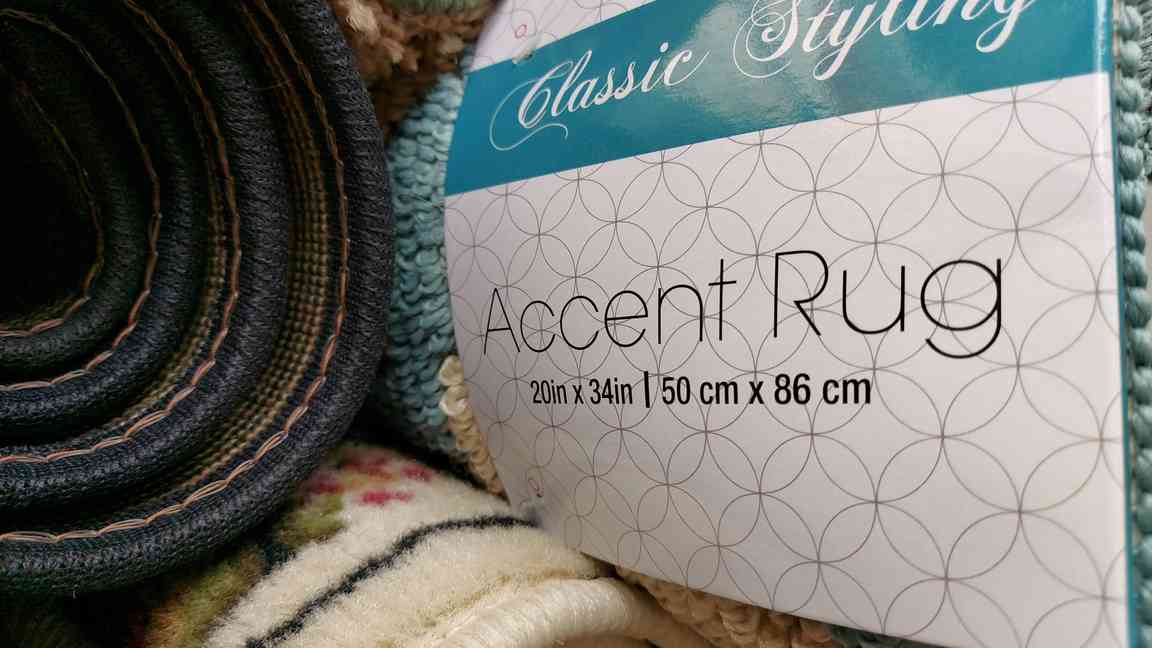 Classic Styling
Accent Rug
20in x 34in | 50 cm x 86 cm